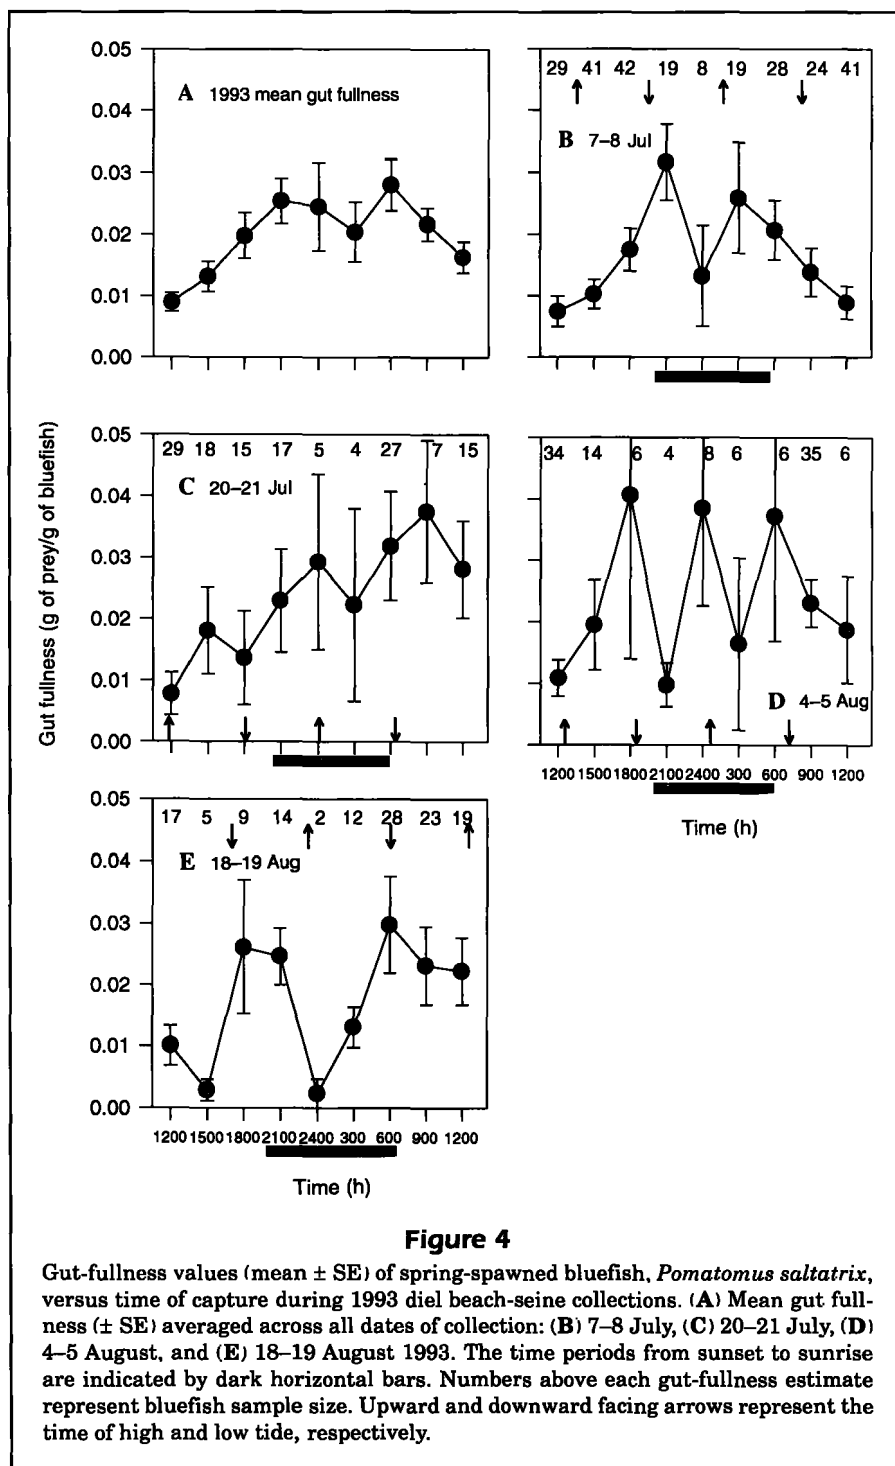 0.05
0.04
0.03
0.02
0.01
0.00
A 1993 mean gut fullness
29 41 42 19 8 19 28 24 41
B 7–8 Jul
Gut fullness (g of prey/g of bluefish)
0.05
0.04
0.03
0.02
0.01
0.00
29 18 15 17 5 4 27 7 15
C 20–21 Jul
34 14 6 4 8 6 6 35 6
D 4–5 Aug
1200 1500 1800 2100 2400 300 600 900 1200
Time (h)
0.05
0.04
0.03
0.02
0.01
0.00
17 5 9 14 2 12 28 23 19
E 18–19 Aug
1200 1500 1800 2100 2400 300 600 900 1200
Time (h)
Figure 4
Gut-fullness values (mean ± SE) of spring-spawned bluefish, Pomatomus saltatrix,
versus time of capture during 1993 diel beach-seine collections. (A) Mean gut full-
ness (± SE) averaged across all dates of collection: (B) 7–8 July, (C) 20–21 July, (D)
4–5 August, and (E) 18–19 August 1993. The time periods from sunset to sunrise
are indicated by dark horizontal bars. Numbers above each gut-fullness estimate
represent bluefish sample size. Upward and downward facing arrows represent the
time of high and low tide, respectively.